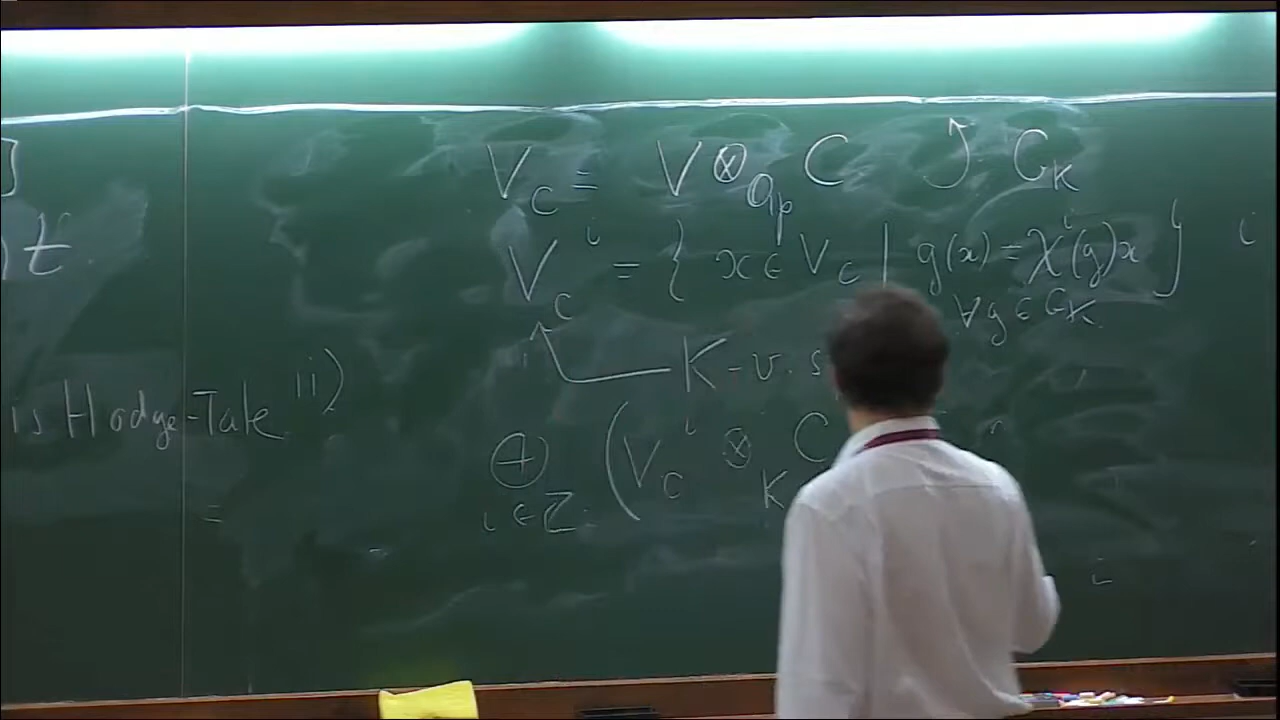 ]
V_C = V ⊗_{Q_p} C ↺ G_K
)t
V_C^i = { x ∈ V_C | g(x) = χ^i(g)x } i
∀g ∈ G_K
K-v.s
is Hodge-Tate ii)
⊕_{i∈Z} (V_C^i ⊗_K C
=
i